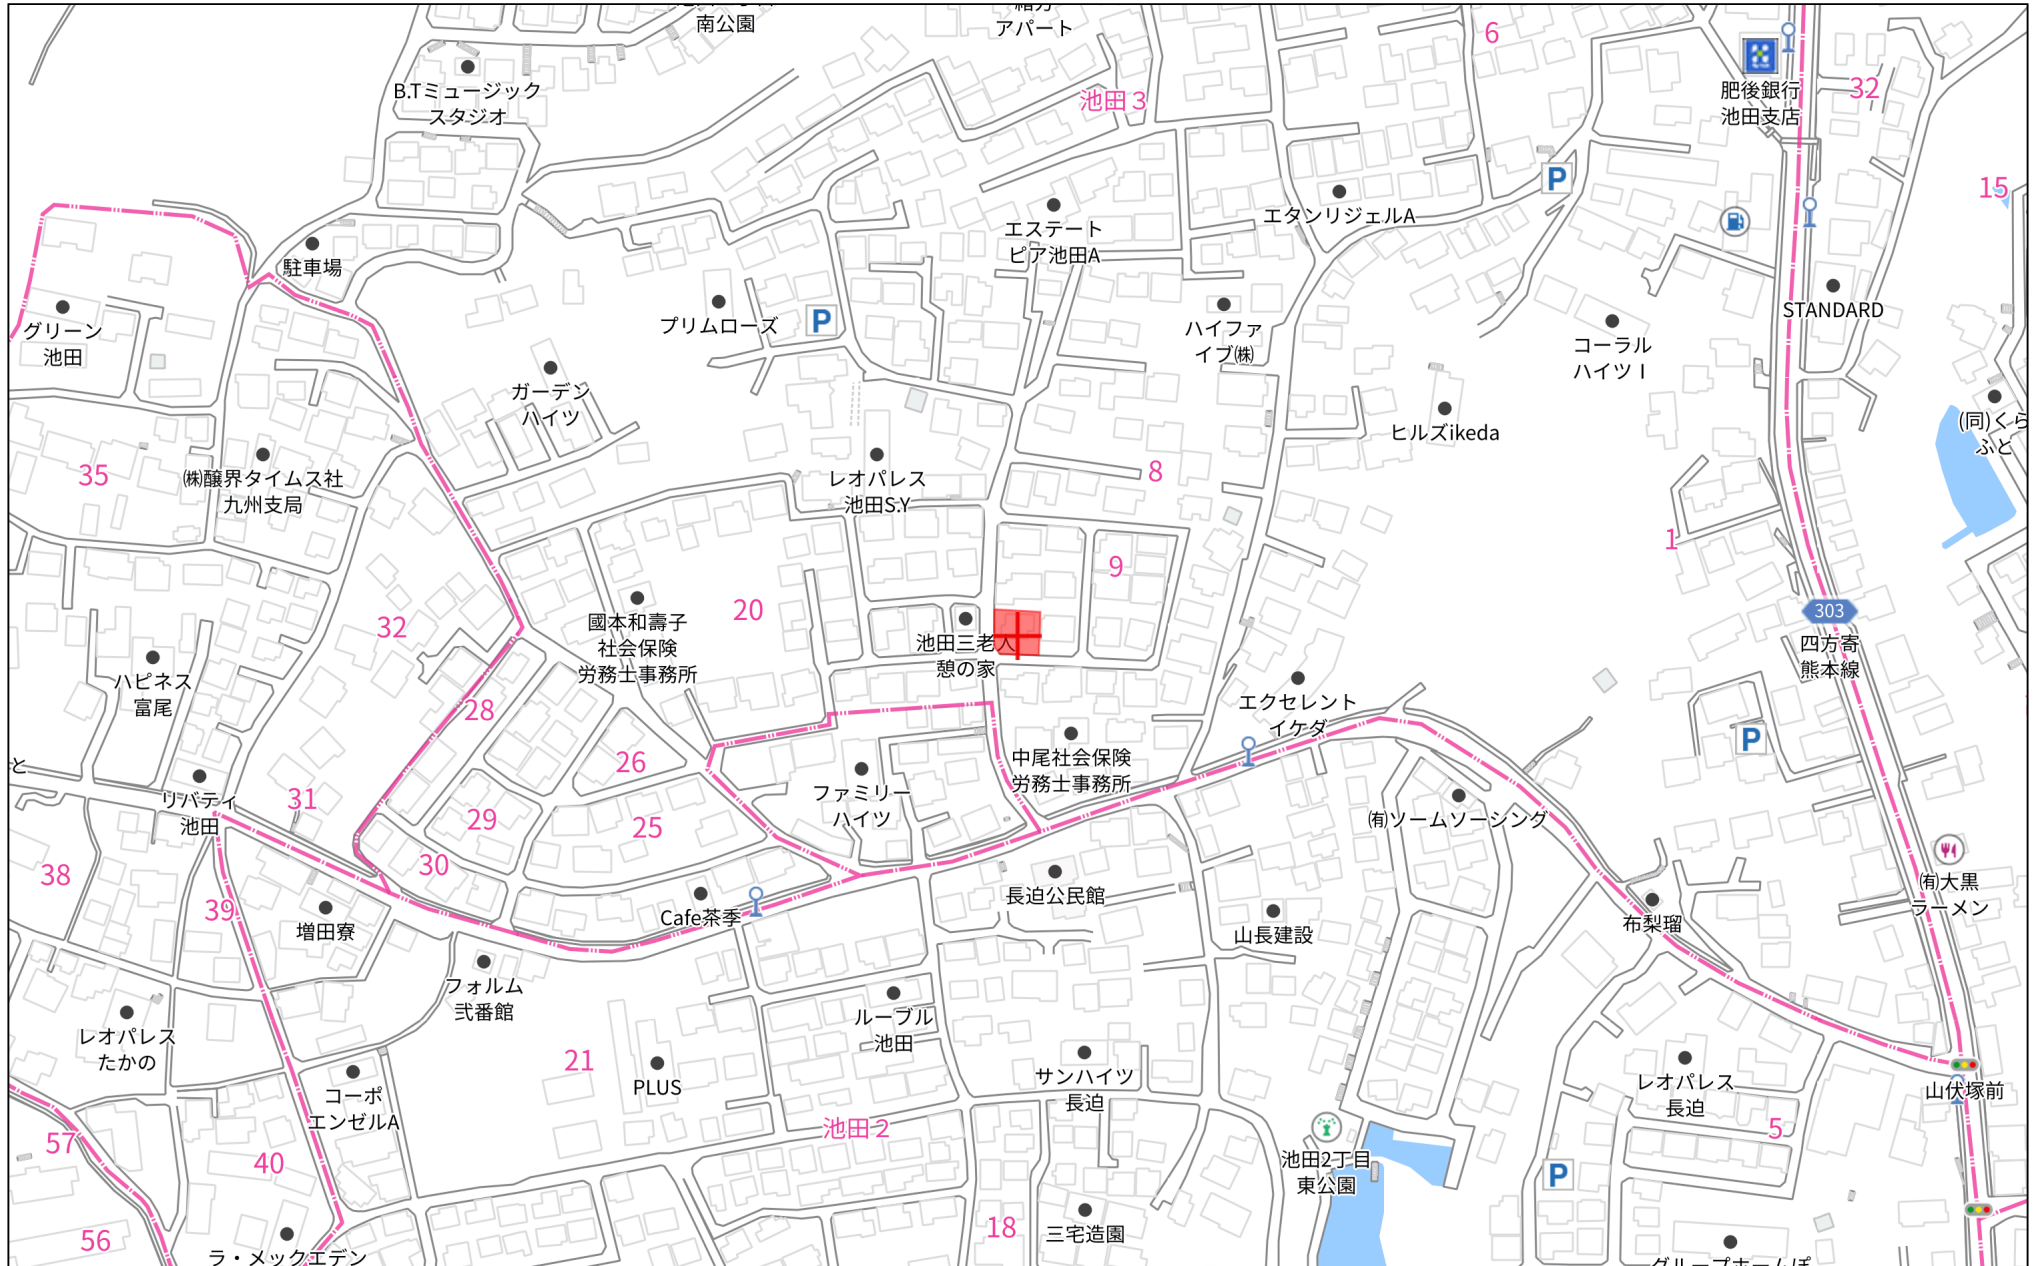 南公園
アパート
6
B.Tミュージック
スタジオ
池田3
肥後銀行
池田支店
32
15
エステート
ピア池田A
エタンリジェルA
P
駐車場
グリーン
池田
プリムローズ
P
ハイファ
イブ㈱
STANDARD
コーラル
ハイツⅠ
ガーデン
ハイツ
ヒルズikeda
(同)くら
ふと
35
㈱醸界タイムス社
九州支局
レオパレス
池田S.Y
8
1
9
20
32
國本和壽子
社会保険
労務士事務所
池田三老人
憩の家
303
四方寄
熊本線
ハピネス
富尾
28
エクセレント
イケダ
26
中尾社会保険
労務士事務所
P
と
リバティ
池田
31
29
25
ファミリー
ハイツ
㈲ソームソーシング
30
38
39
増田寮
Cafe茶季
長迫公民館
山長建設
布梨瑠
㈲大黒
ラーメン
フォルム
弐番館
レオパレス
たかの
ルーブル
池田
21
PLUS
サンハイツ
長迫
コーポ
エンゼルA
レオパレス
長迫
山伏塚前
57
池田2
5
40
池田2丁目
東公園
P
56
18
三宅造園
ラ・メックエデン